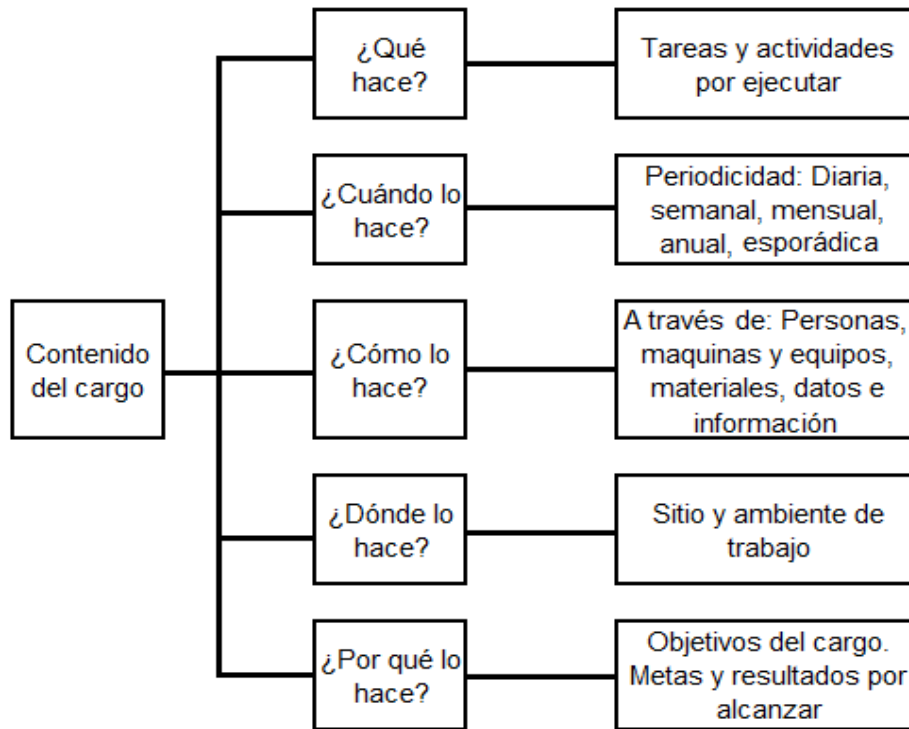 ¿Qué
hace?
Tareas y actividades
por ejecutar
¿Cuándo lo
hace?
Periodicidad: Diaria,
semanal, mensual,
anual, esporádica
Contenido
del cargo
¿Cómo lo
hace?
A través de: Personas,
maquinas y equipos,
materiales, datos e
información
¿Dónde lo
hace?
Sitio y ambiente de
trabajo
¿Por qué lo
hace?
Objetivos del cargo.
Metas y resultados por
alcanzar